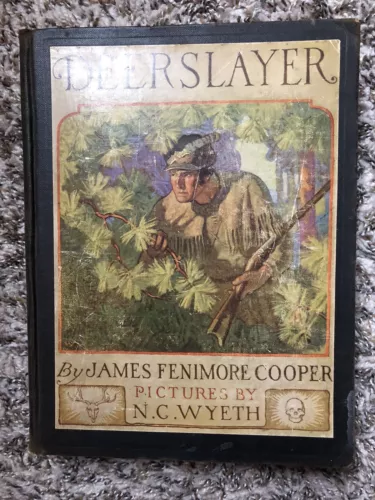 DEERSLAYER
By JAMES FENIMORE COOPER
PICTURES BY
N.C. WYETH